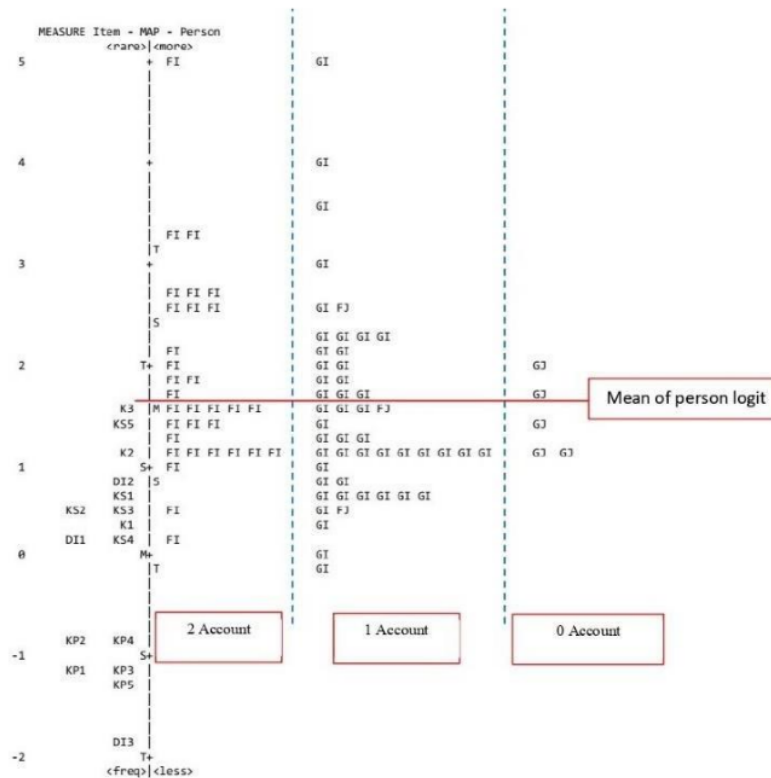 MEASURE Item - MAP - Person
<rare>|<more>
5 + FI GI
4 + GI
GI
FI FI
|T
3 + GI
FI FI FI
FI FI FI GI FJ
|S
GI GI GI GI
FI GI GI
2 T+ FI GI GI GJ
FI FI GI GI
FI GI GI GI GJ
Mean of person logit
K3 |M FI FI FI FI FI GI GI GI FJ
KS5 | FI FI FI GI GJ
FI GI GI GI
K2 | FI FI FI FI FI FI GI GI GI GI GI GI GI GI GI GJ GJ
1 S+ FI GI
DI2 |S GI GI
KS1 | GI GI GI GI GI GI
KS2 KS3 | FI GI FJ
K1 | GI
DI1 KS4 | FI
0 M+ GI
|T GI
2 Account 1 Account 0 Account
KP2 KP4 |
-1 S+
KP1 KP3 |
KP5 |
DI3 |
-2 T+
<freq>|<less>